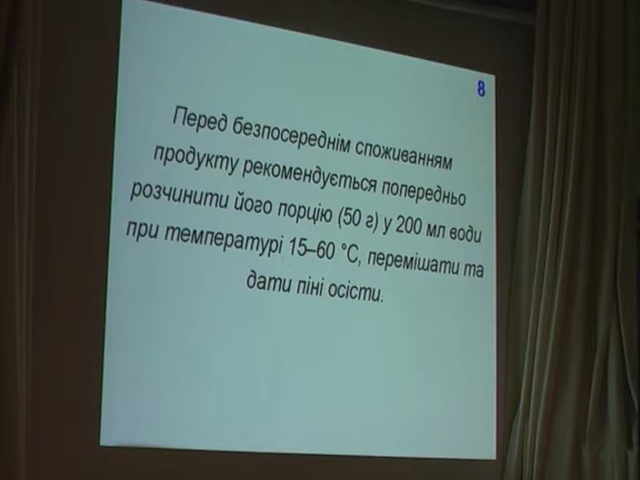 8
Перед безпосереднім споживанням
продукту рекомендується попередньо
розчинити його порцію (50 г) у 200 мл води
при температурі 15–60 °С, перемішати та
дати піні осісти.